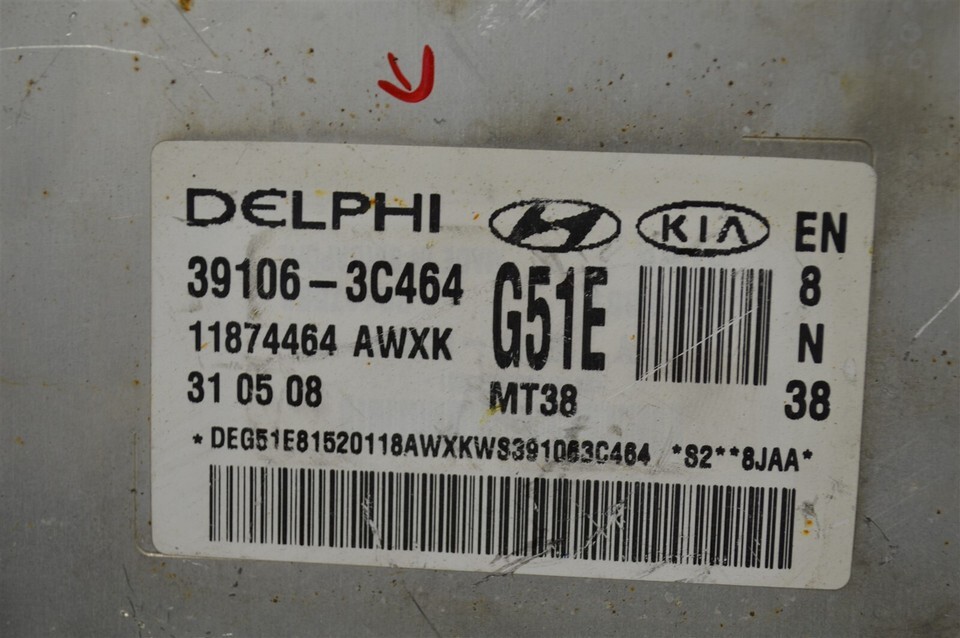 DELPHI KIA EN
39106-3C464 G51E 8
11874464 AWXK N
31 05 08 MT38 38
*DEG51E81520118AWXKWS391063C464 *S2**8JAA*